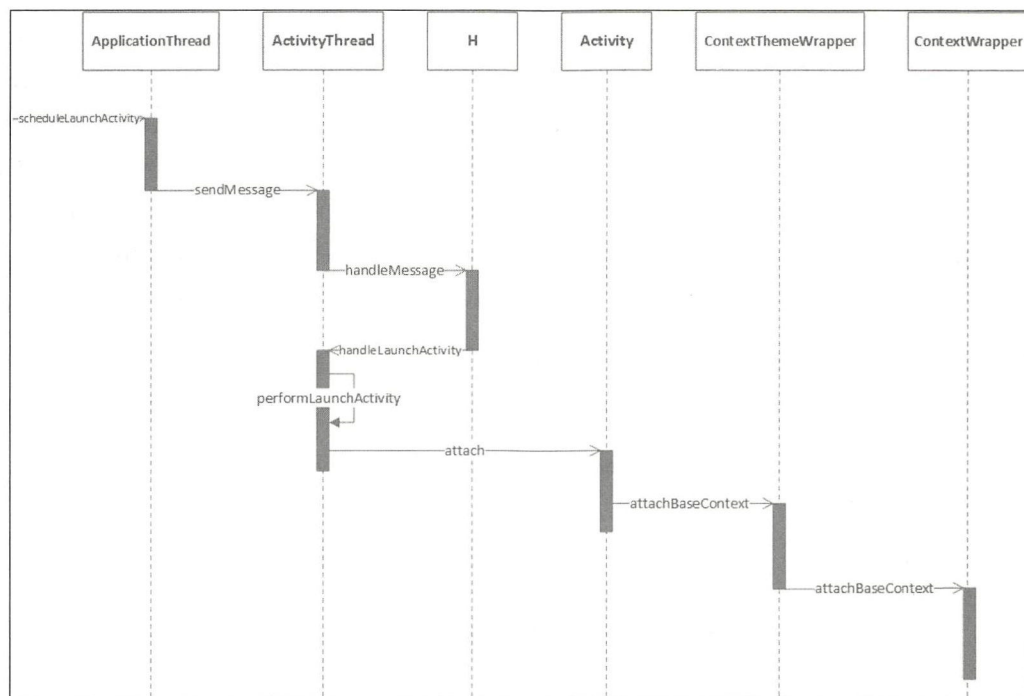 ApplicationThread
ActivityThread
H
Activity
ContextThemeWrapper
ContextWrapper
scheduleLaunchActivity
sendMessage
handleMessage
handleLaunchActivity
performLaunchActivity
attach
attachBaseContext
attachBaseContext